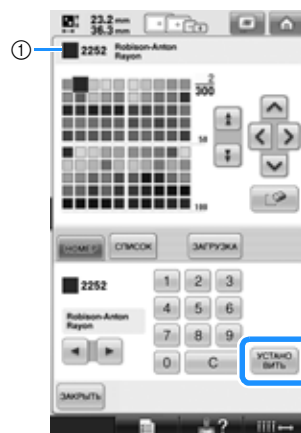 23.2 mm
36.3 mm
① 2252 Robison-Anton
Rayon
2
300
50
100
НОМЕР СПИСОК ЗАГРУЗКА
2252
Robison-Anton
Rayon
1 2 3
4 5 6
7 8 9
0 C
УСТАНО
ВИТЬ
ЗАКРЫТЬ
?